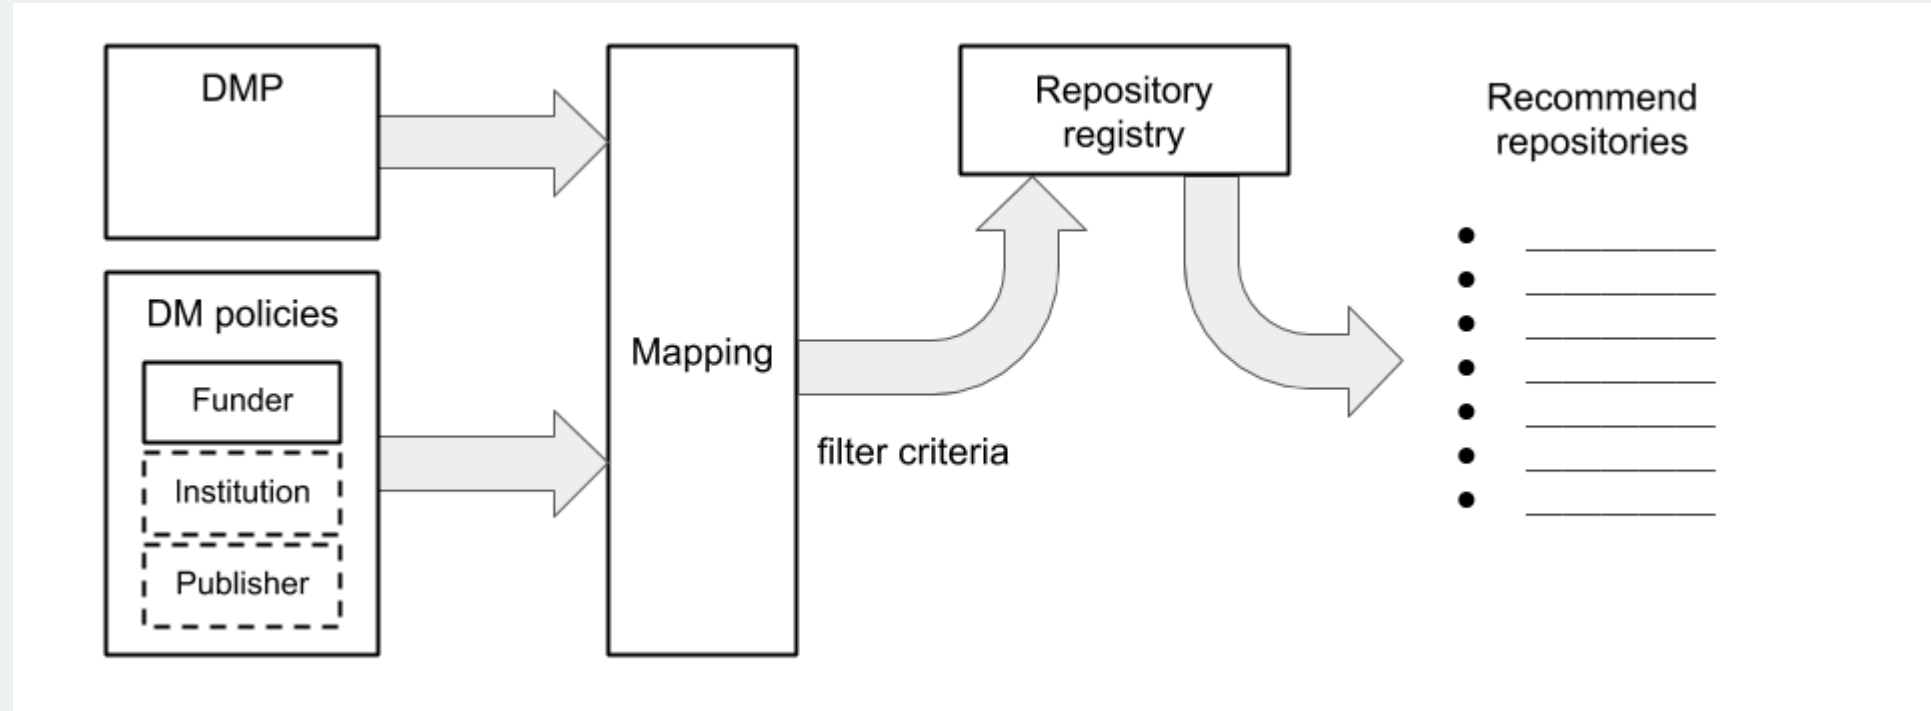 DMP
DM policies
Funder
Institution
Publisher
Mapping
filter criteria
Repository
registry
Recommend
repositories